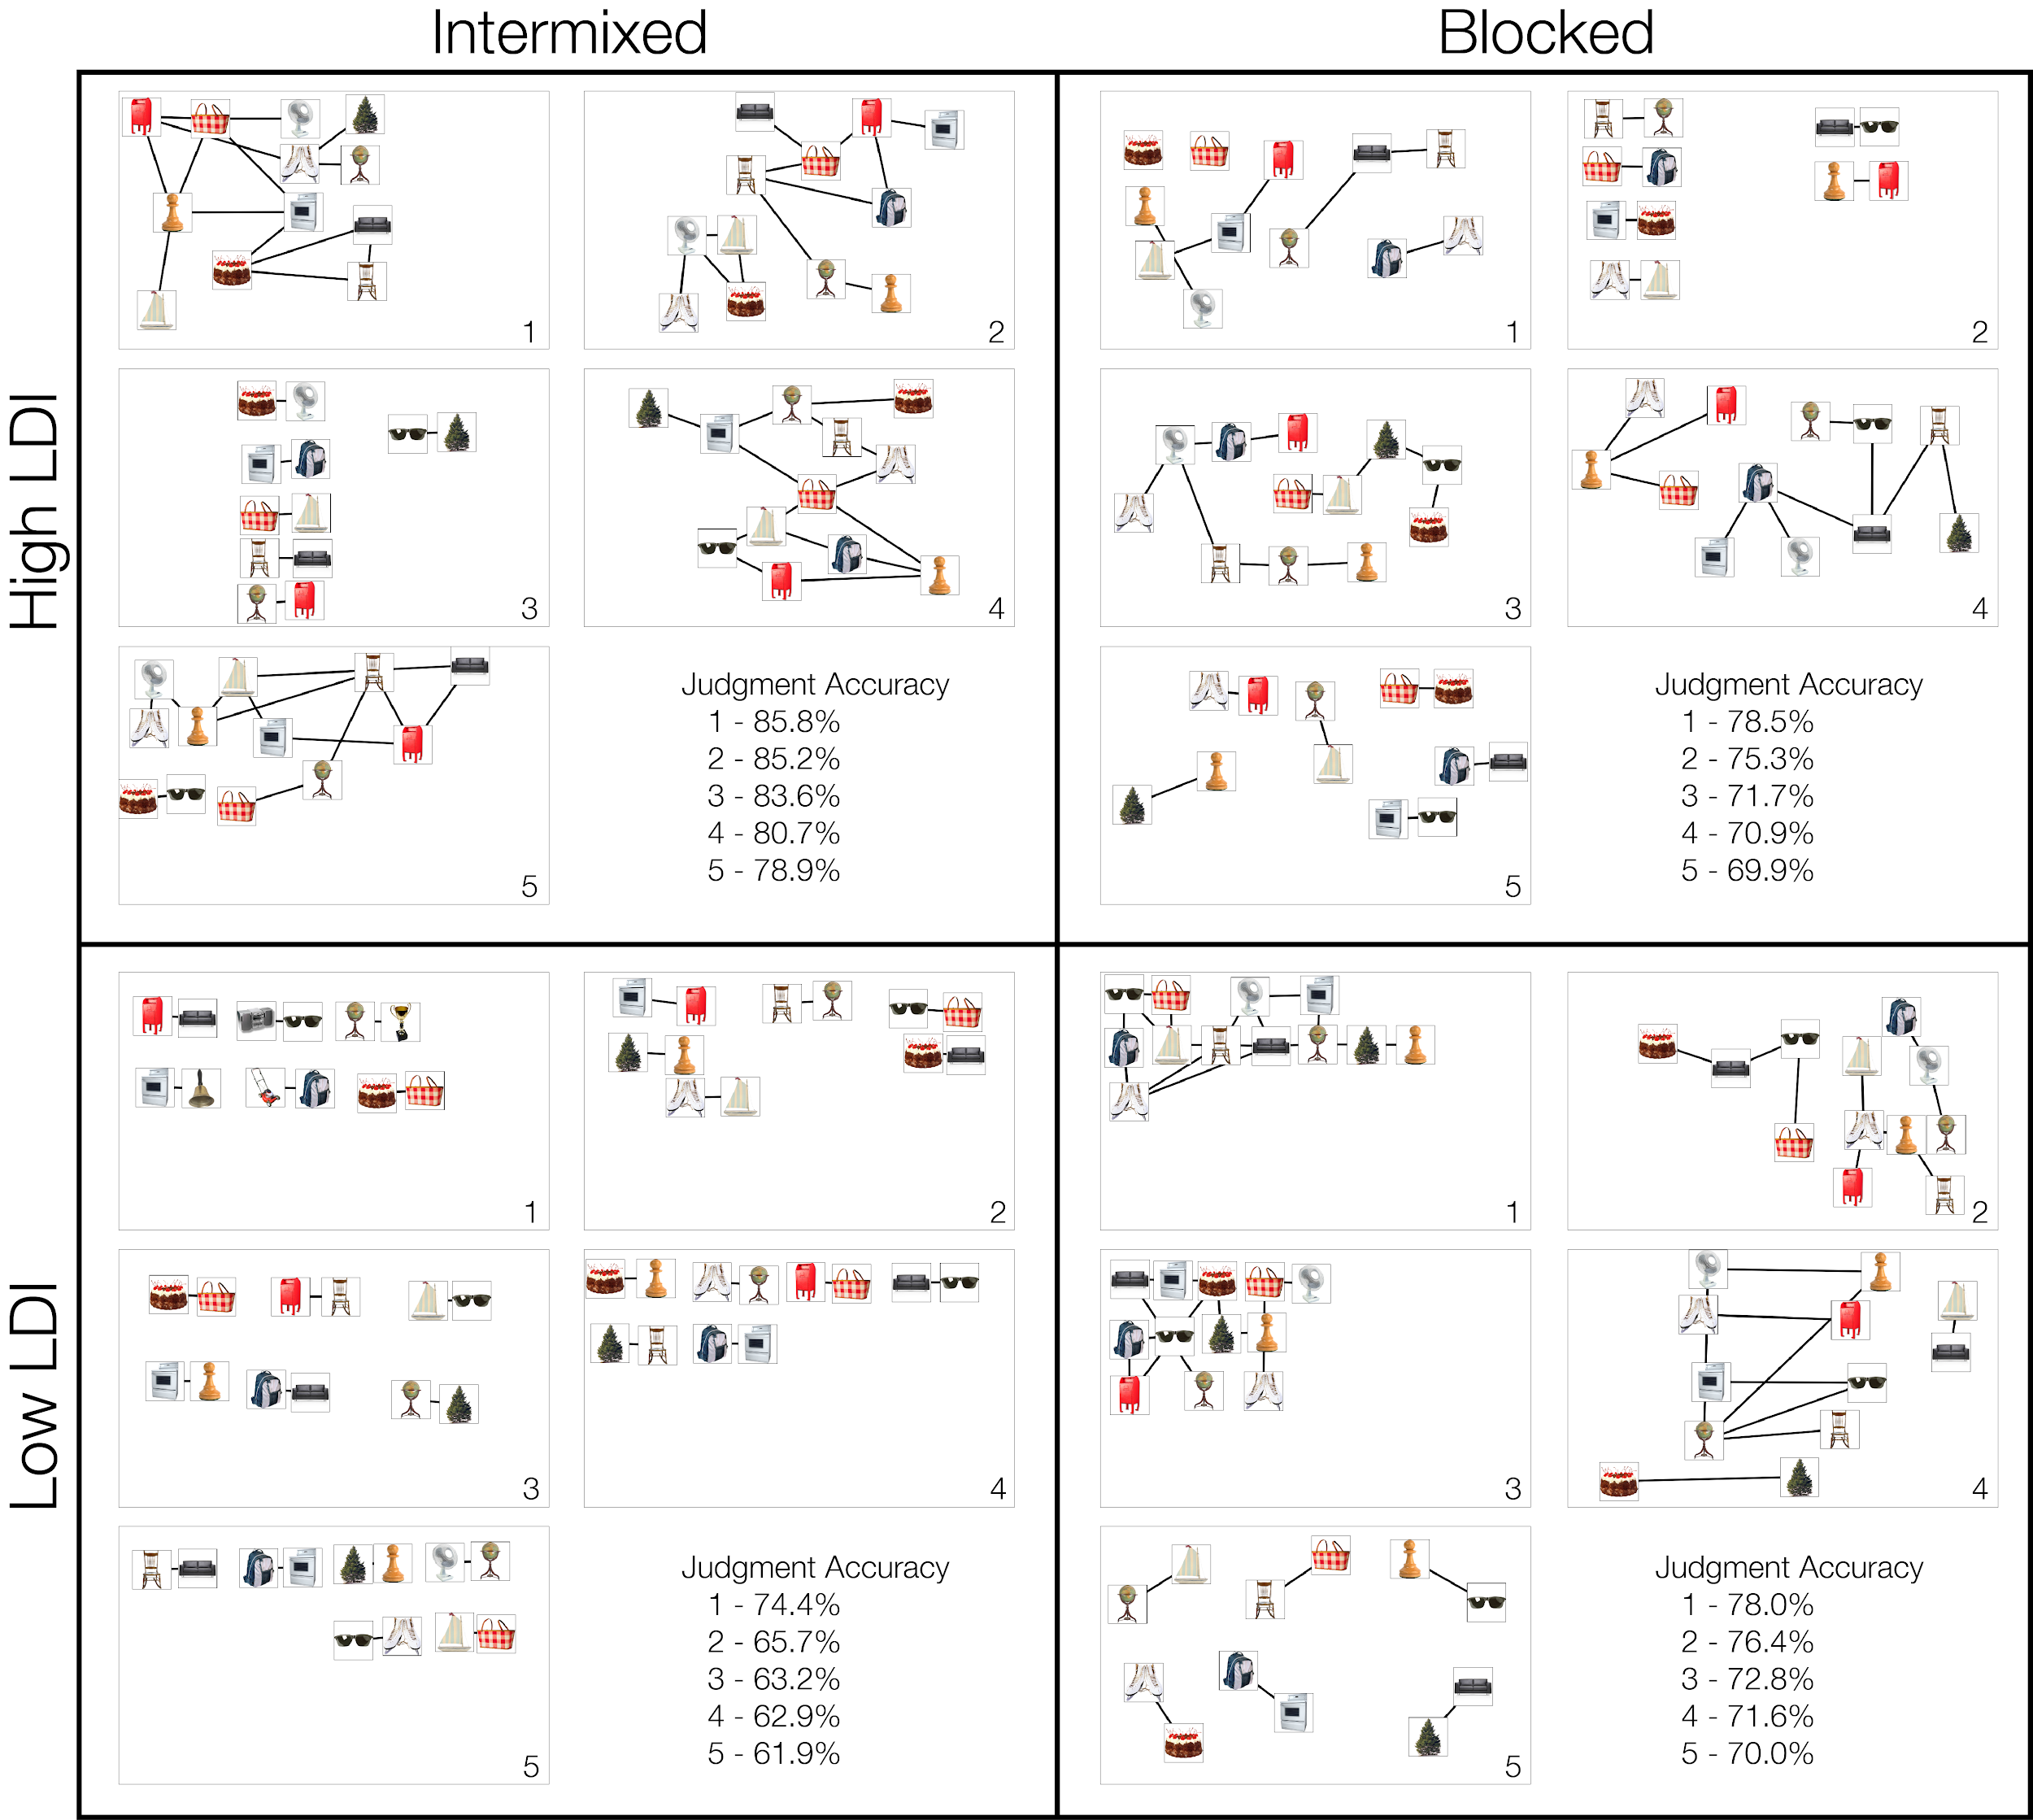 Intermixed
Blocked
High LDI
1
2
3
4
5
Judgment Accuracy
1 - 85.8%
2 - 85.2%
3 - 83.6%
4 - 80.7%
5 - 78.9%
1
2
3
4
5
Judgment Accuracy
1 - 78.5%
2 - 75.3%
3 - 71.7%
4 - 70.9%
5 - 69.9%
Low LDI
1
2
3
4
5
Judgment Accuracy
1 - 74.4%
2 - 65.7%
3 - 63.2%
4 - 62.9%
5 - 61.9%
1
2
3
4
5
Judgment Accuracy
1 - 78.0%
2 - 76.4%
3 - 72.8%
4 - 71.6%
5 - 70.0%